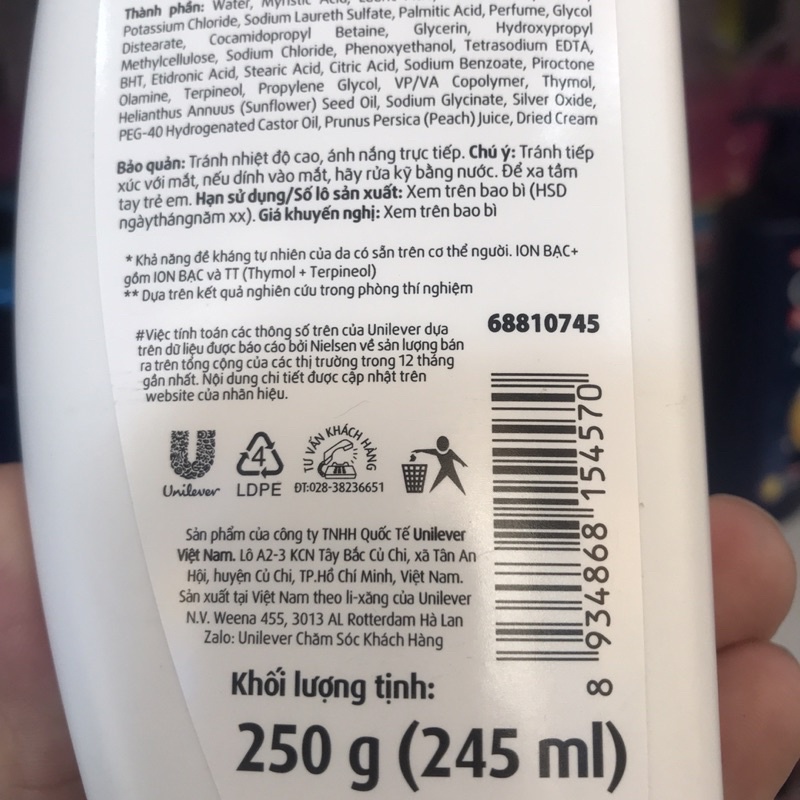 Thành phần: Water, Myristic Acid,
Potassium Chloride, Sodium Laureth Sulfate, Palmitic Acid, Perfume, Glycol
Distearate, Cocamidopropyl Betaine, Glycerin, Hydroxypropyl
Methylcellulose, Sodium Chloride, Phenoxyethanol, Tetrasodium EDTA,
BHT, Etidronic Acid, Stearic Acid, Citric Acid, Sodium Benzoate, Piroctone
Olamine, Terpineol, Propylene Glycol, VP/VA Copolymer, Thymol,
Helianthus Annuus (Sunflower) Seed Oil, Sodium Glycinate, Silver Oxide,
PEG-40 Hydrogenated Castor Oil, Prunus Persica (Peach) Juice, Dried Cream
Bảo quản: Tránh nhiệt độ cao, ánh nắng trực tiếp. Chú ý: Tránh tiếp
xúc với mắt, nếu dính vào mắt, hãy rửa kỹ bằng nước. Để xa tầm
tay trẻ em. Hạn sử dụng/Số lô sản xuất: Xem trên bao bì (HSD
ngàythángnăm xx). Giá khuyến nghị: Xem trên bao bì
* Khả năng đề kháng tự nhiên của da có sẵn trên cơ thể người. ION BẠC+
gồm ION BẠC và TT (Thymol + Terpineol)
** Dựa trên kết quả nghiên cứu trong phòng thí nghiệm
#Việc tính toán các thông số trên của Unilever dựa
trên dữ liệu được báo cáo bởi Nielsen về sản lượng bán
ra trên tổng cộng của các thị trường trong 12 tháng
gần nhất. Nội dung chi tiết được cập nhật trên
website của nhãn hiệu.
68810745
Unilever
4
LDPE
TƯ VẤN KHÁCH HÀNG
ĐT:028-38236651
8 934868 154570
Sản phẩm của công ty TNHH Quốc Tế Unilever
Việt Nam. Lô A2-3 KCN Tây Bắc Củ Chi, xã Tân An
Hội, huyện Củ Chi, TP.Hồ Chí Minh, Việt Nam.
Sản xuất tại Việt Nam theo li-xăng của Unilever
N.V. Weena 455, 3013 AL Rotterdam Hà Lan
Zalo: Unilever Chăm Sóc Khách Hàng
Khối lượng tịnh:
250 g (245 ml)